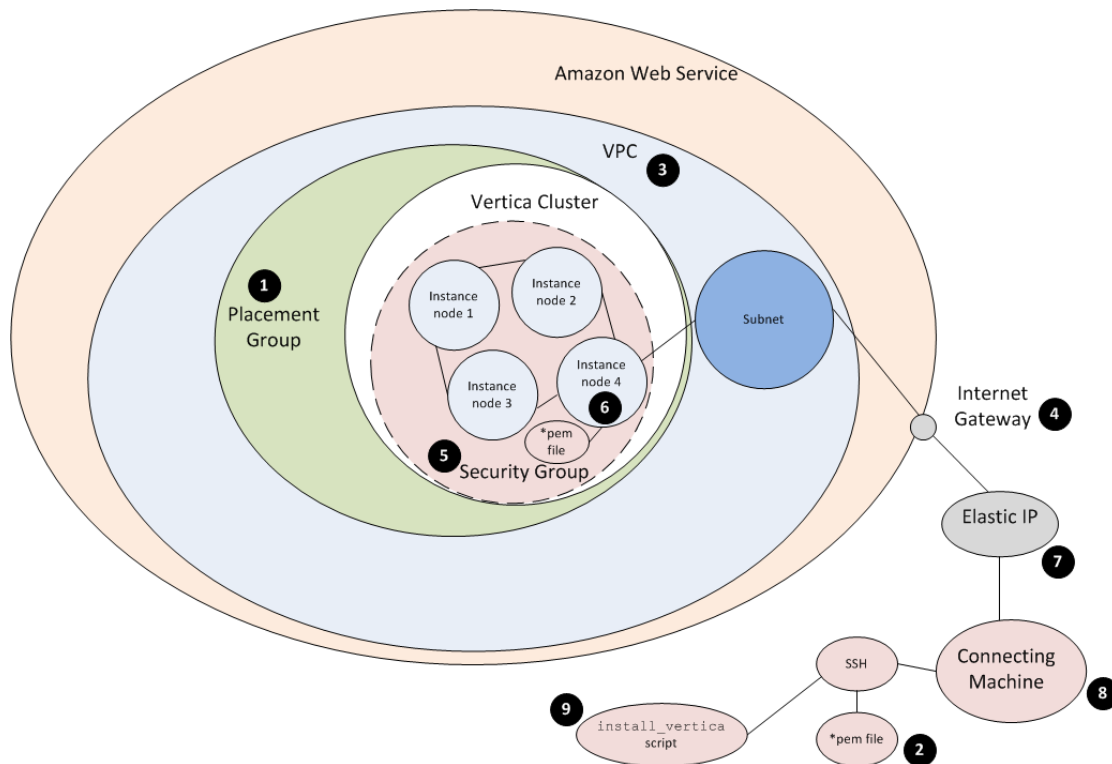 Amazon Web Service
VPC
3
Vertica Cluster
1
Placement
Group
Instance
node 1
Instance
node 2
Instance
node 3
Instance
node 4
6
*pem
file
5
Security Group
Subnet
Internet
Gateway
4
Elastic IP
7
Connecting
Machine
8
SSH
9
install_vertica
script
*pem file
2